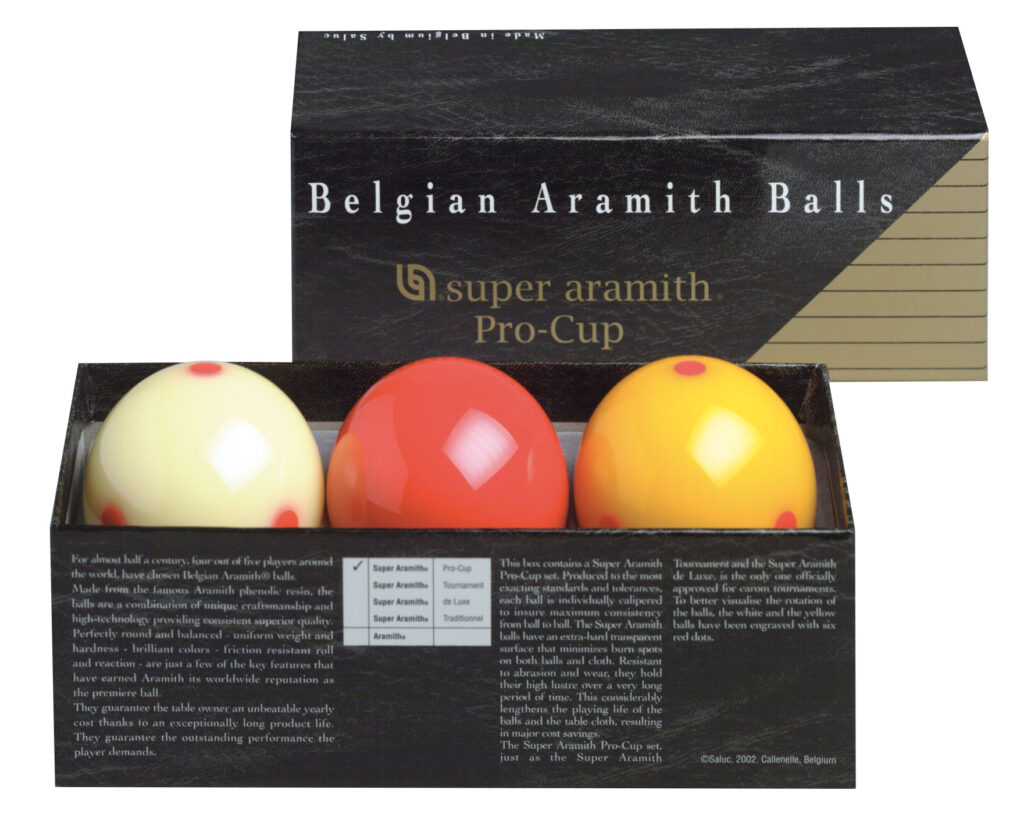 Made in Belgium by Saluc
Belgian Aramith Balls
super aramith®
Pro-Cup
For almost half a century, four out of five players around
the world, have chosen Belgian Aramith® balls.
Made from the famous Aramith phenolic resin, the
balls are a combination of unique craftsmanship and
high-technology providing consistent superior quality.
Perfectly round and balanced - uniform weight and
hardness - brilliant colors - friction resistant roll
and reaction - are just a few of the key features that
have earned Aramith its worldwide reputation as
the premiere ball.
They guarantee the table owner an unbeatable yearly
cost thanks to an exceptionally long product life.
They guarantee the outstanding performance the
player demands.
✓ Super Aramith® Pro-Cup
Super Aramith® Tournament
Super Aramith® de Luxe
Super Aramith® Traditionnel
Aramith®
This box contains a Super Aramith
Pro-Cup set. Produced to the most
exacting standards and tolerances,
each ball is individually calipered
to insure maximum consistency
from ball to ball. The Super Aramith
balls have an extra-hard transparent
surface that minimizes burn spots
on both balls and cloth. Resistant
to abrasion and wear, they hold
their high lustre over a very long
period of time. This considerably
lengthens the playing life of the
balls and the table cloth, resulting
in major cost savings.
The Super Aramith Pro-Cup set,
just as the Super Aramith
Tournament and the Super Aramith
de Luxe, is the only one officially
approved for carom tournaments.
To better visualise the rotation of
the balls, the white and the yellow
balls have been engraved with six
red dots.
©Saluc, 2002, Callenelle, Belgium